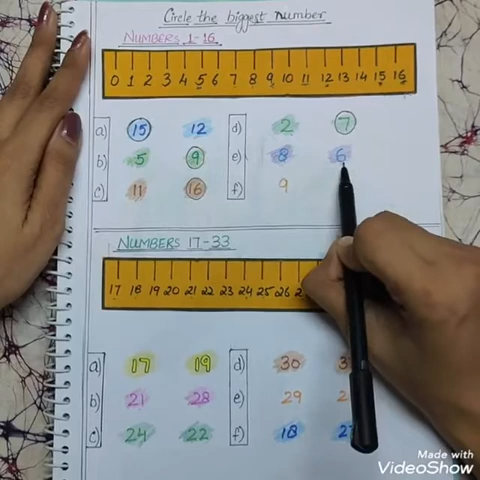 Circle the biggest number
NUMBERS 1-16
0 1 2 3 4 5 6 7 8 9 10 11 12 13 14 15 16
a) 15 12 d) 2 7
b) 5 9 e) 8 6
c) 11 16 f) 9
NUMBERS 17-33
17 18 19 20 21 22 23 24 25 26
a) 17 19 d) 30
b) 21 28 e) 29
c) 24 22 f) 18
Made with
VideoShow